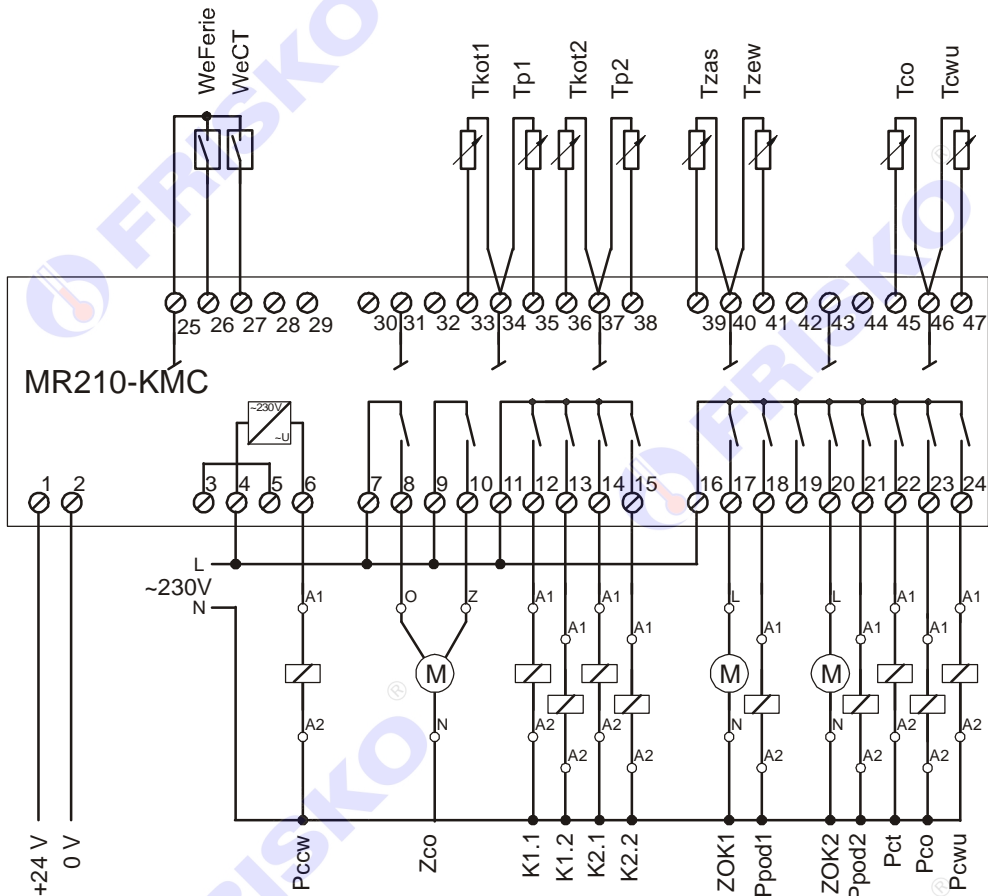 WeFerie WeCT Tkot1 Tp1 Tkot2 Tp2 Tzas Tzew Tco Tcwu
FRISKO
®
25 26 27 28 29 30 31 32 33 34 35 36 37 38 39 40 41 42 43 44 45 46 47
MR210-KMC
FRISKO
~230V
~U
1 2 3 4 5 6 7 8 9 10 11 12 13 14 15 16 17 18 19 20 21 22 23 24
L
~230V
N
A1 O Z A1 A1 L L A1 A1
A1 A1 A1 A1 A1
M M M
®
A2 N A2 A2 N N A2 A2
A2 A2 A2 A2 A2
FRISKO
®
+24 V 0 V Pccw Zco K1.1 K1.2 K2.1 K2.2 ZOK1 Ppod1 ZOK2 Ppod2 Pct Pco Pcwu